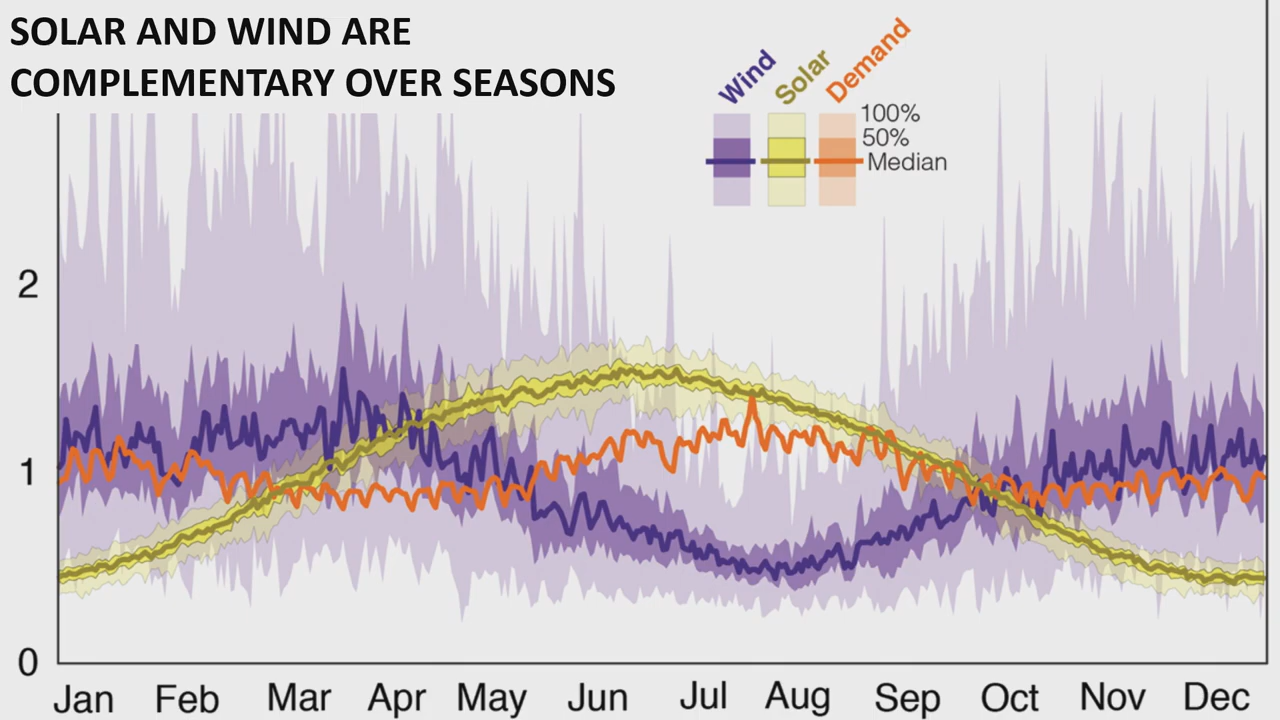 SOLAR AND WIND ARE
COMPLEMENTARY OVER SEASONS
Wind
Solar
Demand
100%
50%
Median
2
1
0
Jan Feb Mar Apr May Jun Jul Aug Sep Oct Nov Dec